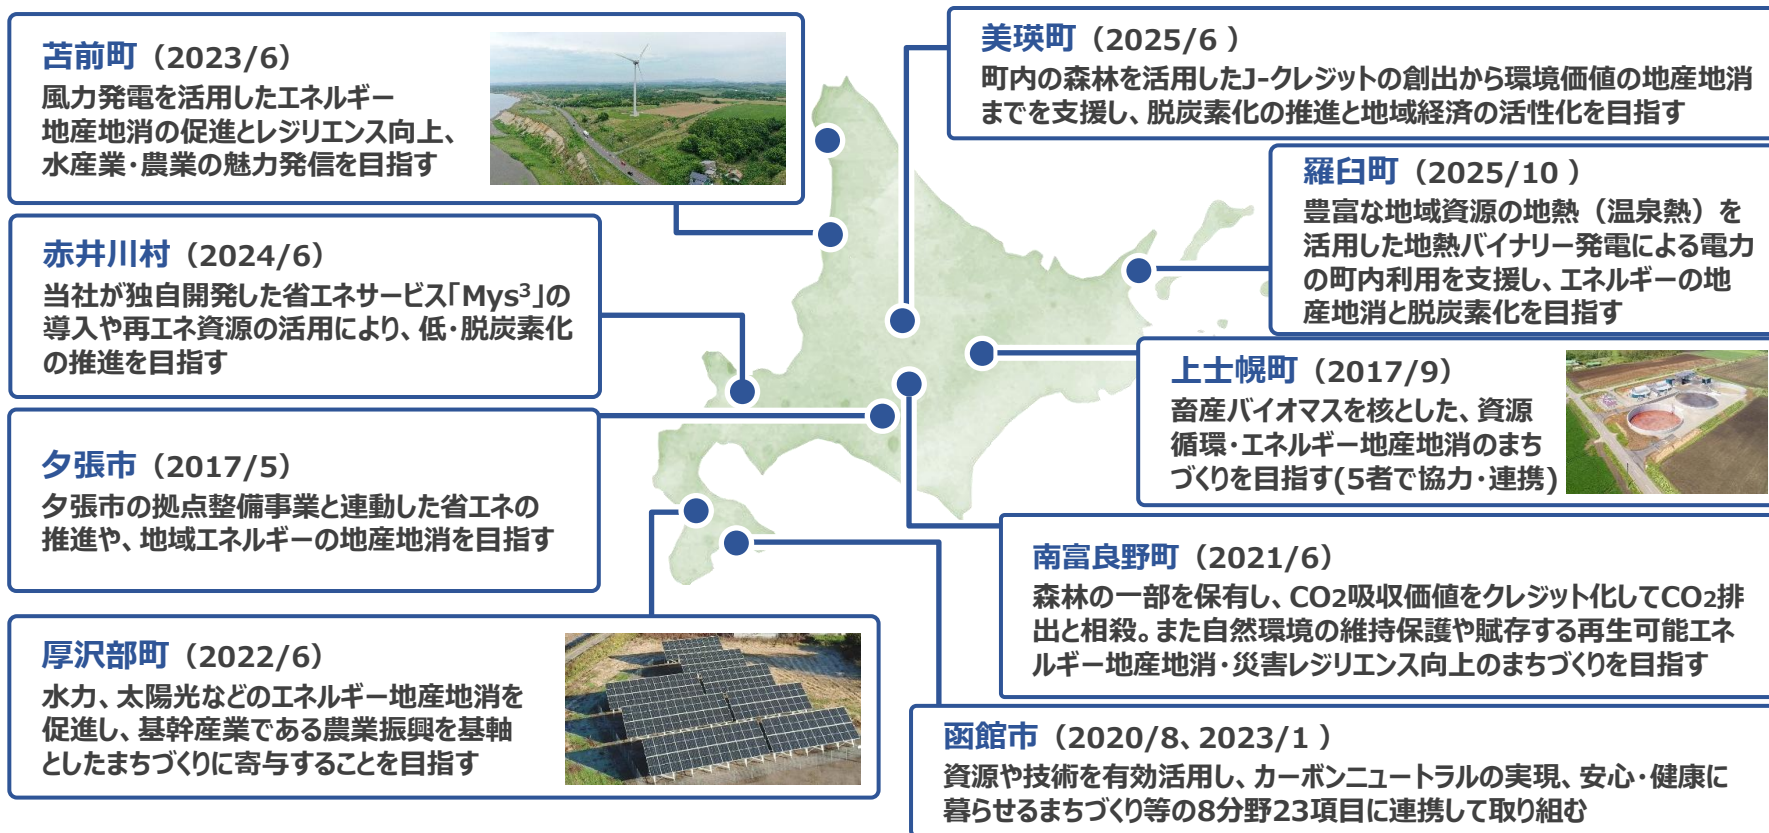 苫前町（2023/6）
風力発電を活用したエネルギー
地産地消の促進とレジリエンス向上、
水産業・農業の魅力発信を目指す
赤井川村（2024/6）
当社が独自開発した省エネサービス「Mys³」の
導入や再エネ資源の活用により、低・脱炭素化
の推進を目指す
夕張市（2017/5）
夕張市の拠点整備事業と連動した省エネの
推進や、地域エネルギーの地産地消を目指す
厚沢部町（2022/6）
水力、太陽光などのエネルギー地産地消を
促進し、基幹産業である農業振興を基軸
としたまちづくりに寄与することを目指す
美瑛町（2025/6 ）
町内の森林を活用したJ-クレジットの創出から環境価値の地産地消
までを支援し、脱炭素化の推進と地域経済の活性化を目指す
羅臼町（2025/10 ）
豊富な地域資源の地熱（温泉熱）を
活用した地熱バイナリー発電による電力
の町内利用を支援し、エネルギーの地
産地消と脱炭素化を目指す
上士幌町（2017/9）
畜産バイオマスを核とした、資源
循環・エネルギー地産地消のまち
づくりを目指す(5者で協力・連携)
南富良野町（2021/6）
森林の一部を保有し、CO2吸収価値をクレジット化してCO2排
出と相殺。また自然環境の維持保護や賦存する再生可能エネ
ルギー地産地消・災害レジリエンス向上のまちづくりを目指す
函館市（2020/8、2023/1 ）
資源や技術を有効活用し、カーボンニュートラルの実現、安心・健康に
暮らせるまちづくり等の8分野23項目に連携して取り組む